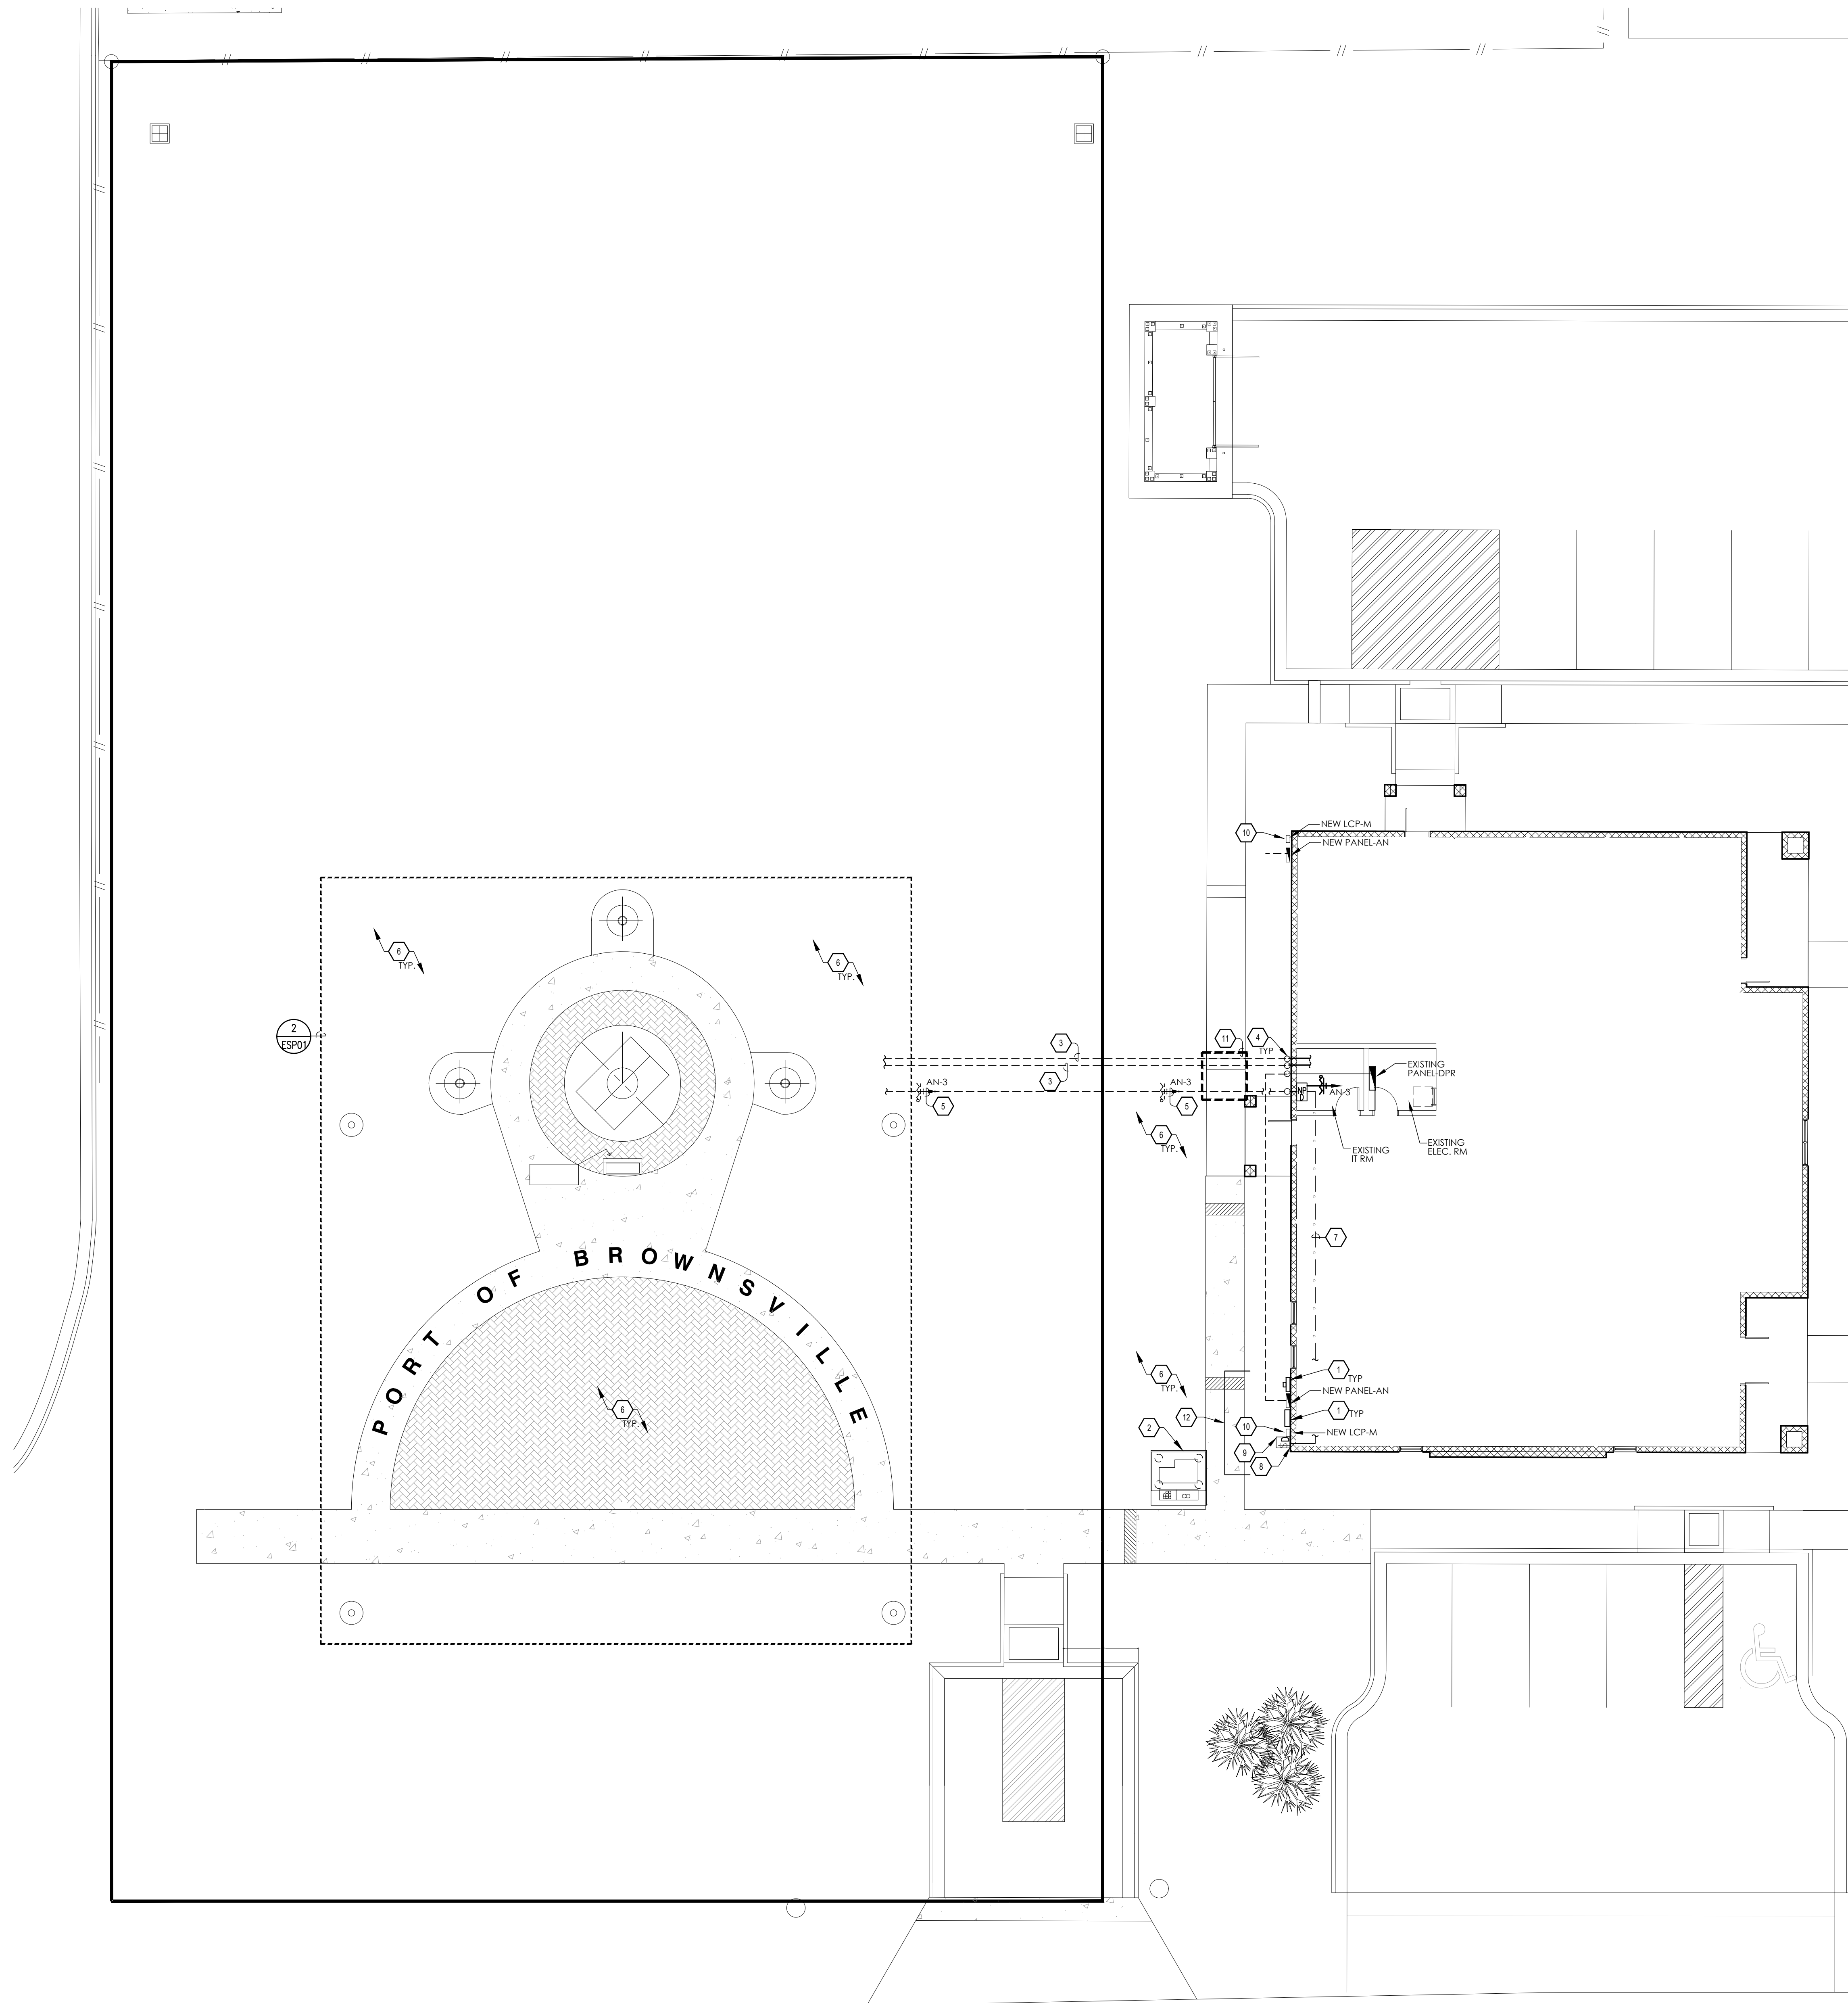 10
NEW LCP-M
NEW PANEL-AN
6
TYP.
6
TYP.
2
ESP01
3
11
4
TYP
3
EXISTING
PANEL-DPR
AN-3
5
AN-3
5
AN-3
6
TYP.
EXISTING
IT RM
EXISTING
ELEC. RM
7
PORT OF BROWNSVILLE
6
TYP.
1
TYP
NEW PANEL-AN
6
TYP.
12
1
TYP
2
10
NEW LCP-M
9
8